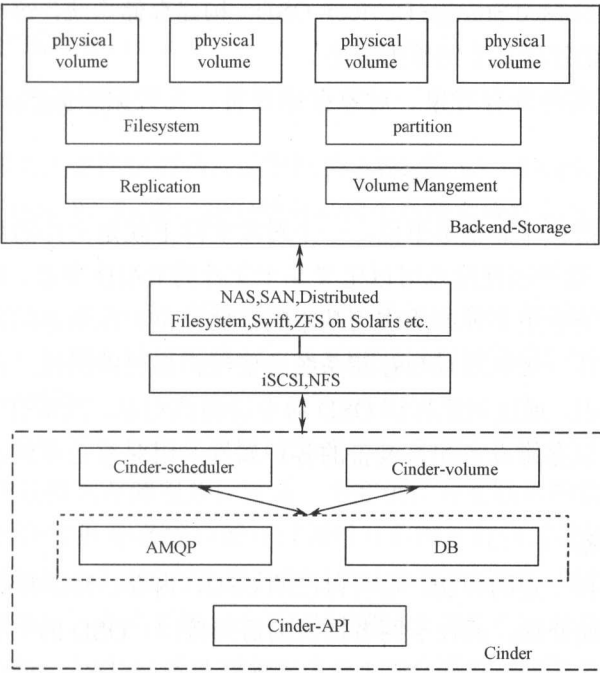 physical
volume
physical
volume
physical
volume
physical
volume
Filesystem
partition
Replication
Volume Mangement
Backend-Storage
NAS,SAN,Distributed
Filesystem,Swift,ZFS on Solaris etc.
iSCSI,NFS
Cinder-scheduler
Cinder-volume
AMQP
DB
Cinder-API
Cinder